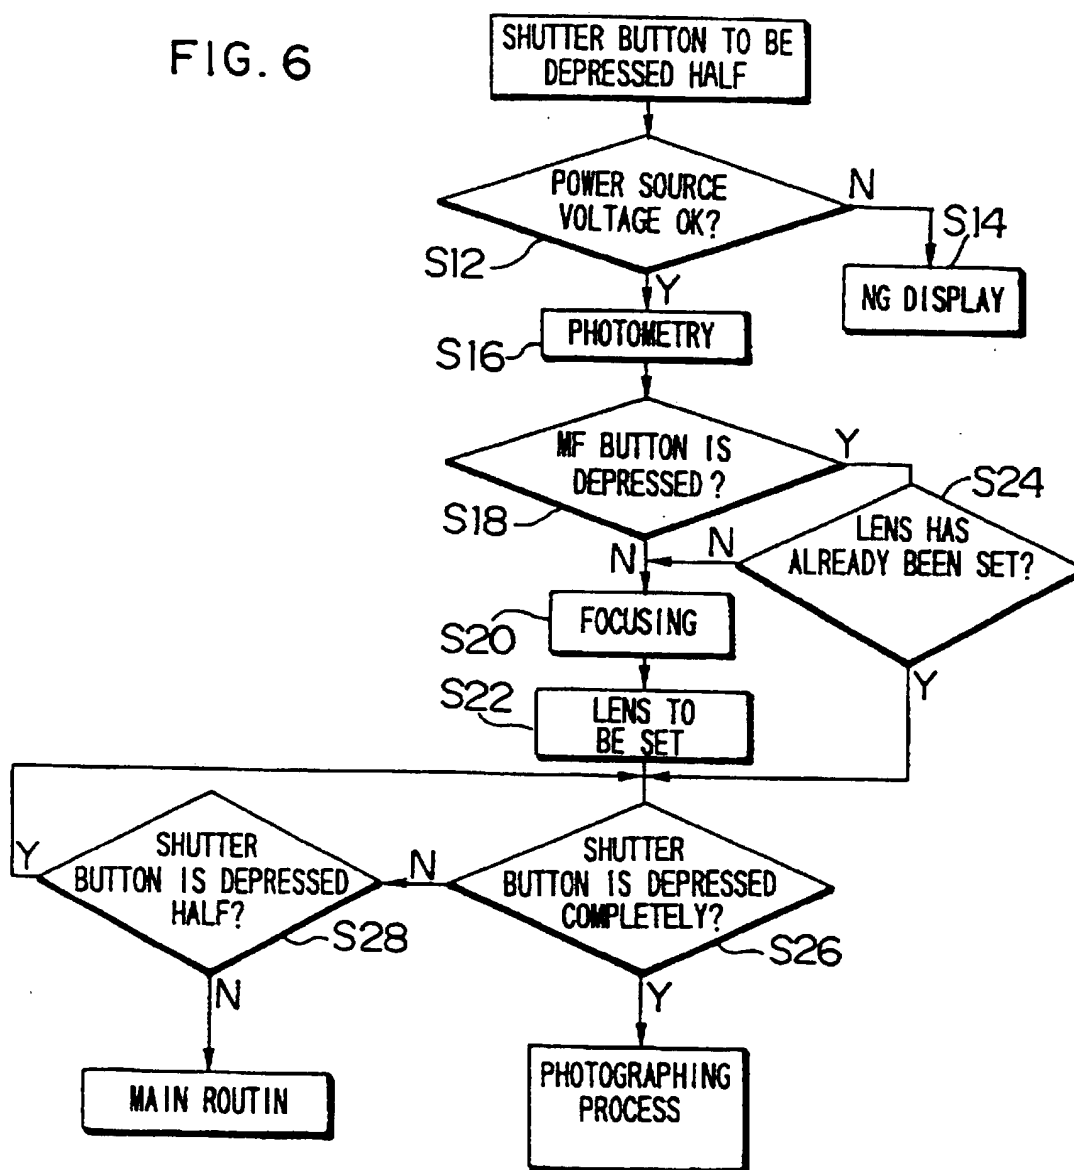 FIG. 6
SHUTTER BUTTON TO BE
DEPRESSED HALF
POWER SOURCE
VOLTAGE OK?
N
S12
S14
Y
NG DISPLAY
PHOTOMETRY
S16
MF BUTTON IS
DEPRESSED?
Y
S18
S24
N
N
LENS HAS
ALREADY BEEN SET?
FOCUSING
S20
Y
S22
LENS TO
BE SET
SHUTTER
BUTTON IS DEPRESSED
HALF?
Y
N
S28
SHUTTER
BUTTON IS DEPRESSED
COMPLETELY?
S26
N
Y
MAIN ROUTIN
PHOTOGRAPHING
PROCESS